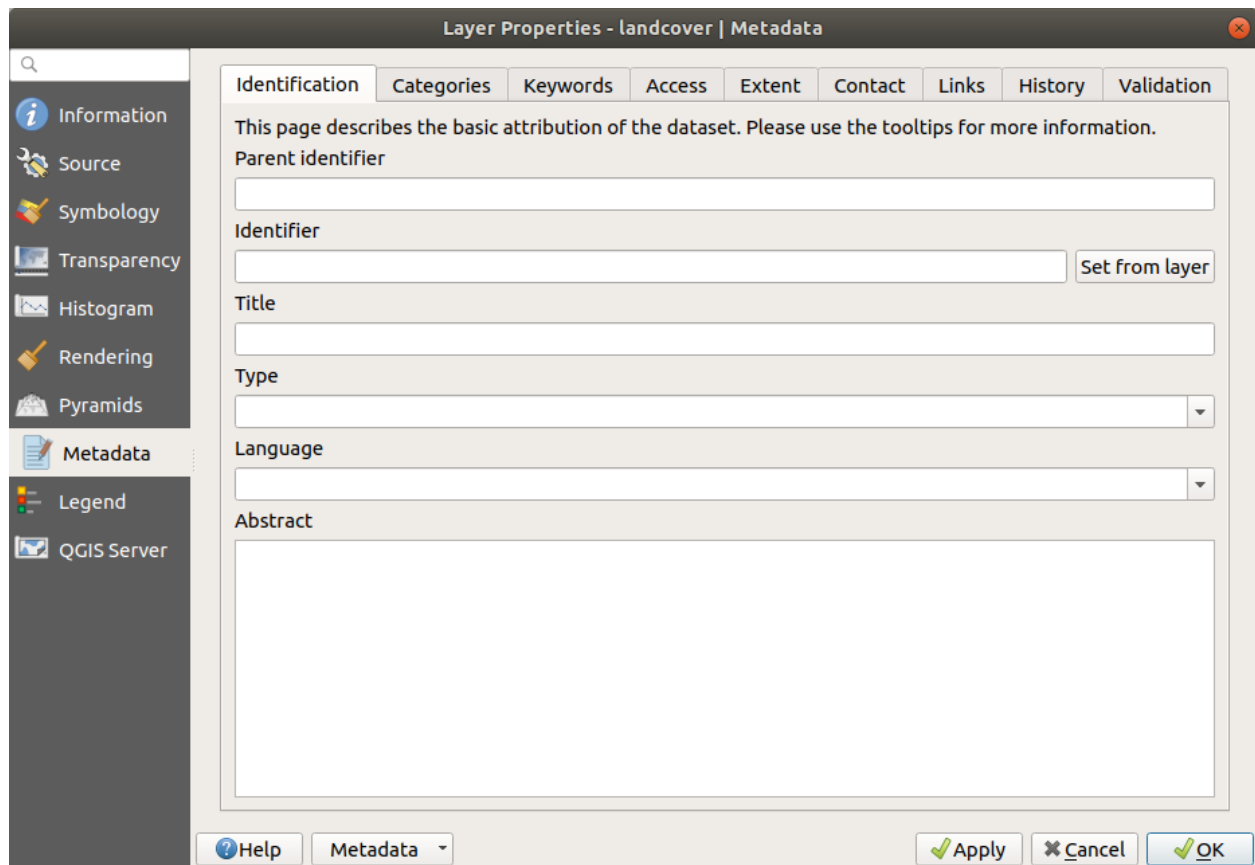 Layer Properties - landcover | Metadata
Information
Source
Symbology
Transparency
Histogram
Rendering
Pyramids
Metadata
Legend
QGIS Server
Identification Categories Keywords Access Extent Contact Links History Validation
This page describes the basic attribution of the dataset. Please use the tooltips for more information.
Parent identifier
Identifier
Set from layer
Title
Type
Language
Abstract
Help Metadata Apply Cancel OK